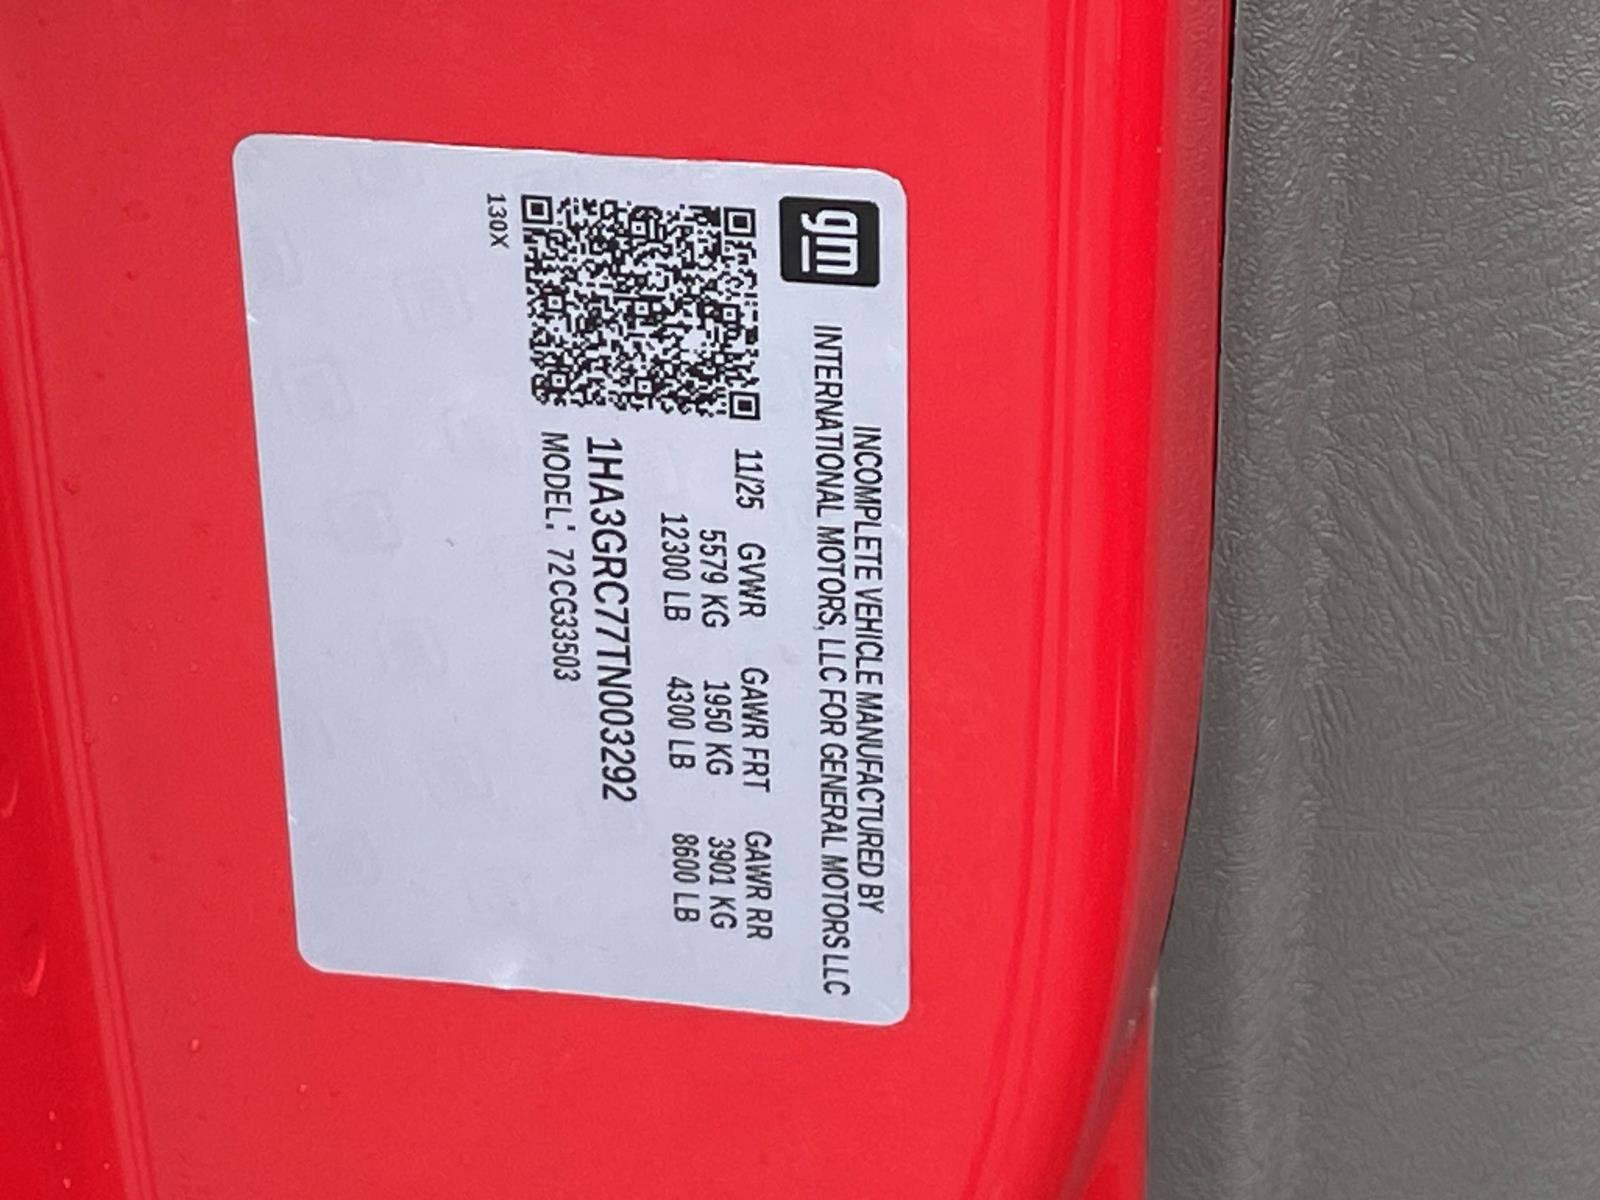 gm
INCOMPLETE VEHICLE MANUFACTURED BY
INTERNATIONAL MOTORS, LLC FOR GENERAL MOTORS LLC
11/25 GVWR GAWR FRT GAWR RR
5579 KG 1950 KG 3901 KG
12300 LB 4300 LB 8600 LB
1HA3GRC77TN003292
MODEL: 72CG33503
130X